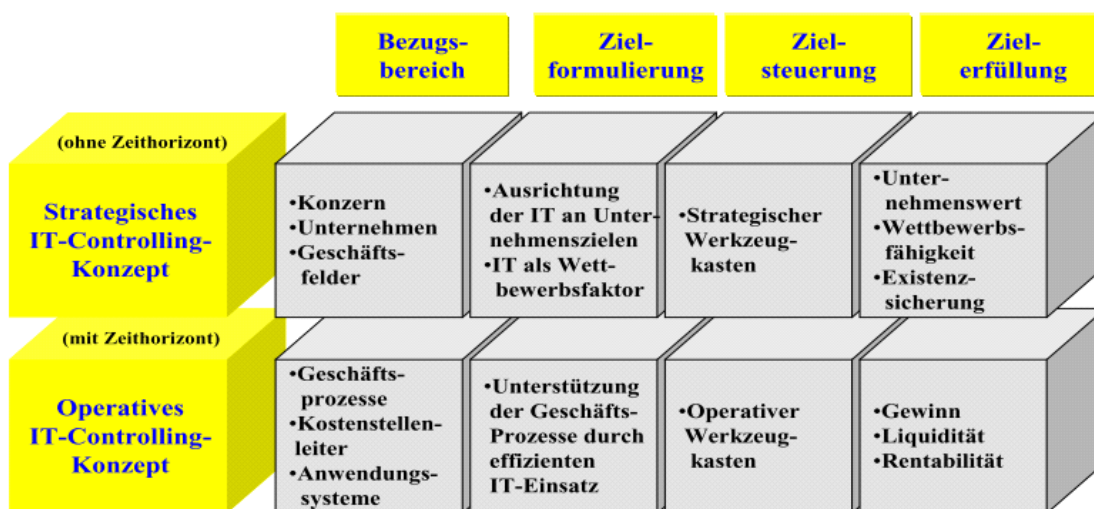 Bezugs-
bereich
Ziel-
formulierung
Ziel-
steuerung
Ziel-
erfüllung
(ohne Zeithorizont)
Strategisches
IT-Controlling-
Konzept
•Konzern
•Unternehmen
•Geschäfts-
felder
•Ausrichtung
der IT an Unter-
nehmenszielen
•IT als Wett-
bewerbsfaktor
•Strategischer
Werkzeug-
kasten
•Unter-
nehmenswert
•Wettbewerbs-
fähigkeit
•Existenz-
sicherung
(mit Zeithorizont)
Operatives
IT-Controlling-
Konzept
•Geschäfts-
prozesse
•Kostenstellen-
leiter
•Anwendungs-
systeme
•Unterstützung
der Geschäfts-
Prozesse durch
effizienten
IT-Einsatz
•Operativer
Werkzeug-
kasten
•Gewinn
•Liquidität
•Rentabilität